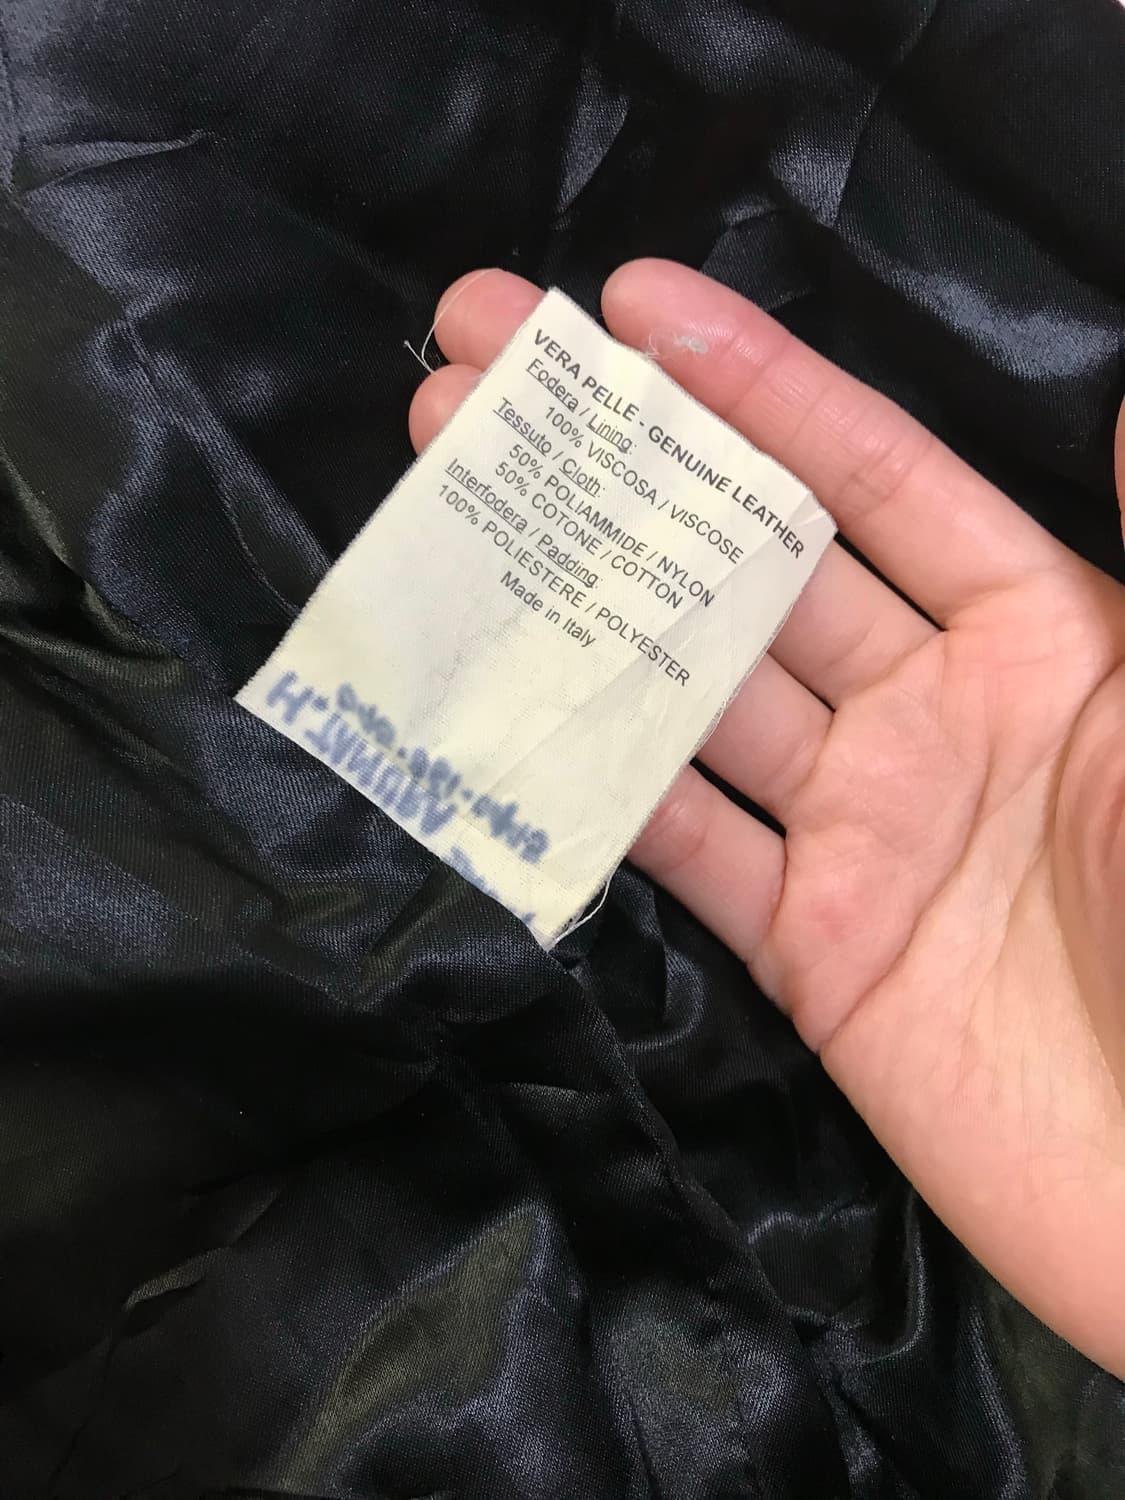 VERA PELLE - GENUINE LEATHER
Fodera / Lining:
100% VISCOSA / VISCOSE
Tessuto / Cloth:
50% POLIAMMIDE / NYLON
50% COTONE / COTTON
Interfodera / Padding:
100% POLIESTERE / POLYESTER
Made in Italy